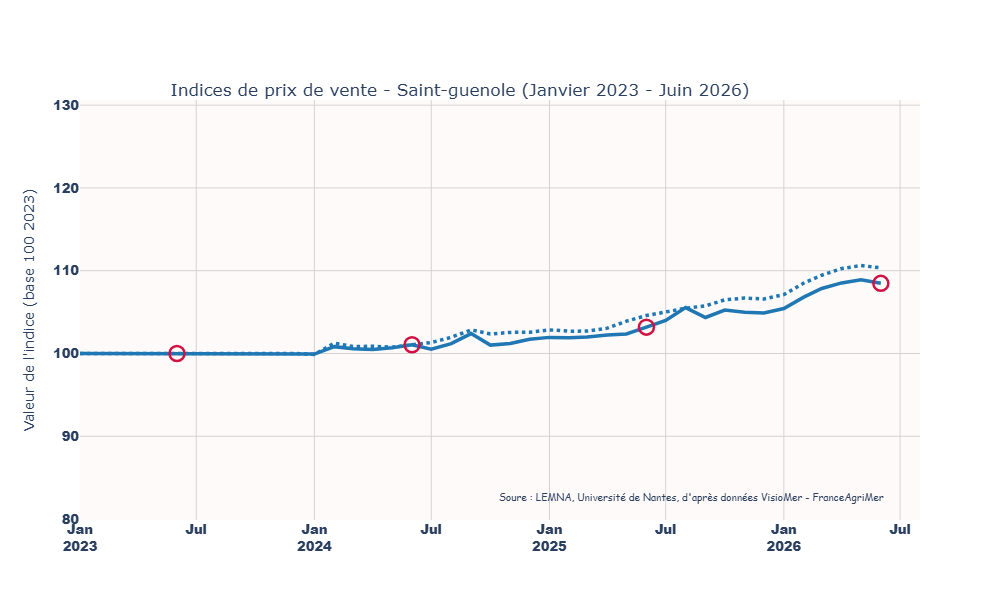 Indices de prix de vente - Saint-guenole (Janvier 2023 - Juin 2026)
Valeur de l'indice (base 100 2023)
130
120
110
100
90
80
Jan Jul Jan Jul Jan Jul Jan Jul
2023 2024 2025 2026
Soure : LEMNA, Université de Nantes, d'après données VisioMer - FranceAgriMer